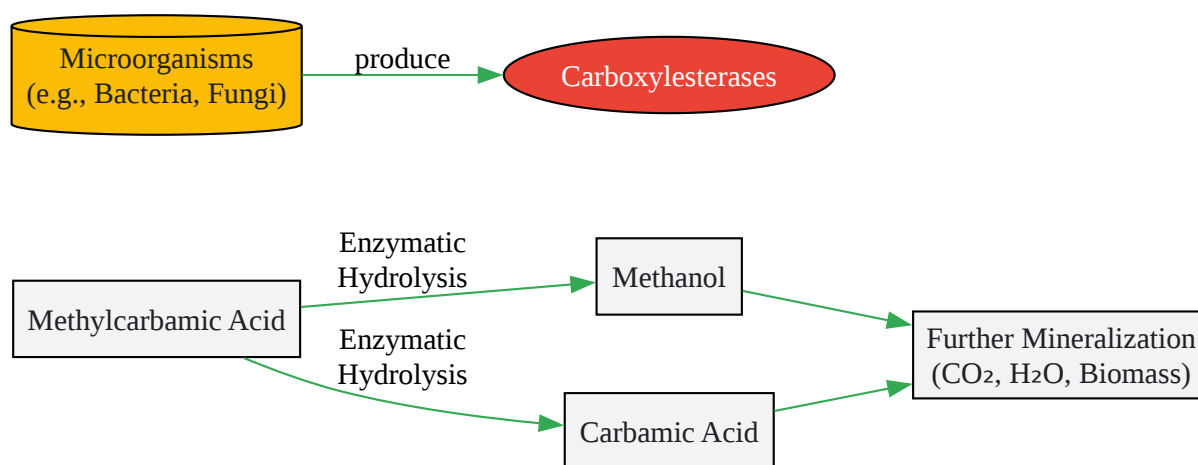 Microorganisms
(e.g., Bacteria, Fungi)
produce
Carboxylesterases
Methylcarbamic Acid
Enzymatic
Hydrolysis
Enzymatic
Hydrolysis
Methanol
Carbamic Acid
Further Mineralization
(CO₂, H₂O, Biomass)